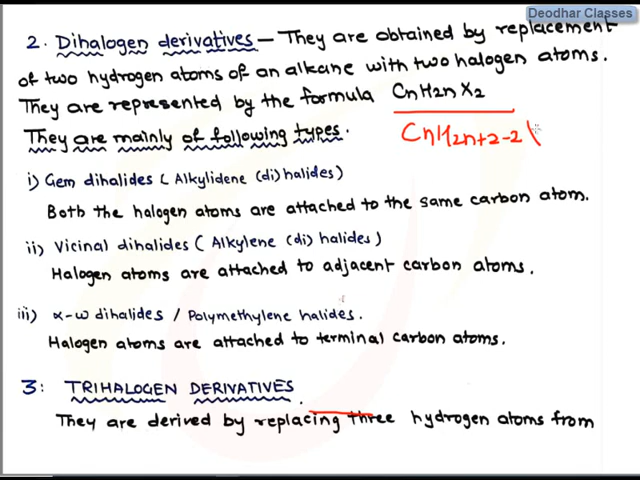 Deodhar Classes
2. Dihalogen derivatives – They are obtained by replacement
of two hydrogen atoms of an alkane with two halogen atoms.
They are represented by the formula CnH2n X2
They are mainly of following types. CnH2n+2-2
i) Gem dihalides ( Alkylidene (di) halides)
Both the halogen atoms are attached to the same carbon atom.
ii) Vicinal dihalides ( Alkylene (di) halides)
Halogen atoms are attached to adjacent carbon atoms.
iii) α-ω dihalides / Polymethylene halides.
Halogen atoms are attached to terminal carbon atoms.
3: TRIHALOGEN DERIVATIVES.
They are derived by replacing three hydrogen atoms from